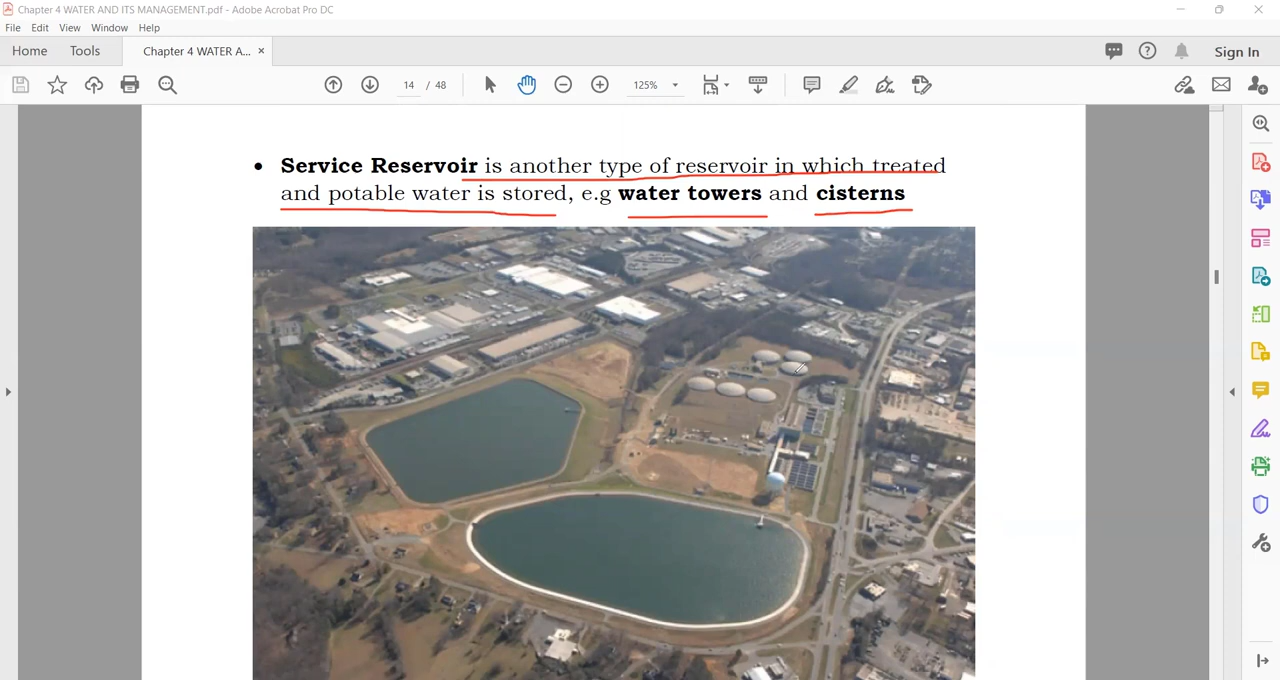 Chapter 4 WATER AND ITS MANAGEMENT.pdf - Adobe Acrobat Pro DC
File Edit View Window Help
Home Tools Chapter 4 WATER A... × Sign In
14 / 48 125%
• Service Reservoir is another type of reservoir in which treated
and potable water is stored, e.g water towers and cisterns